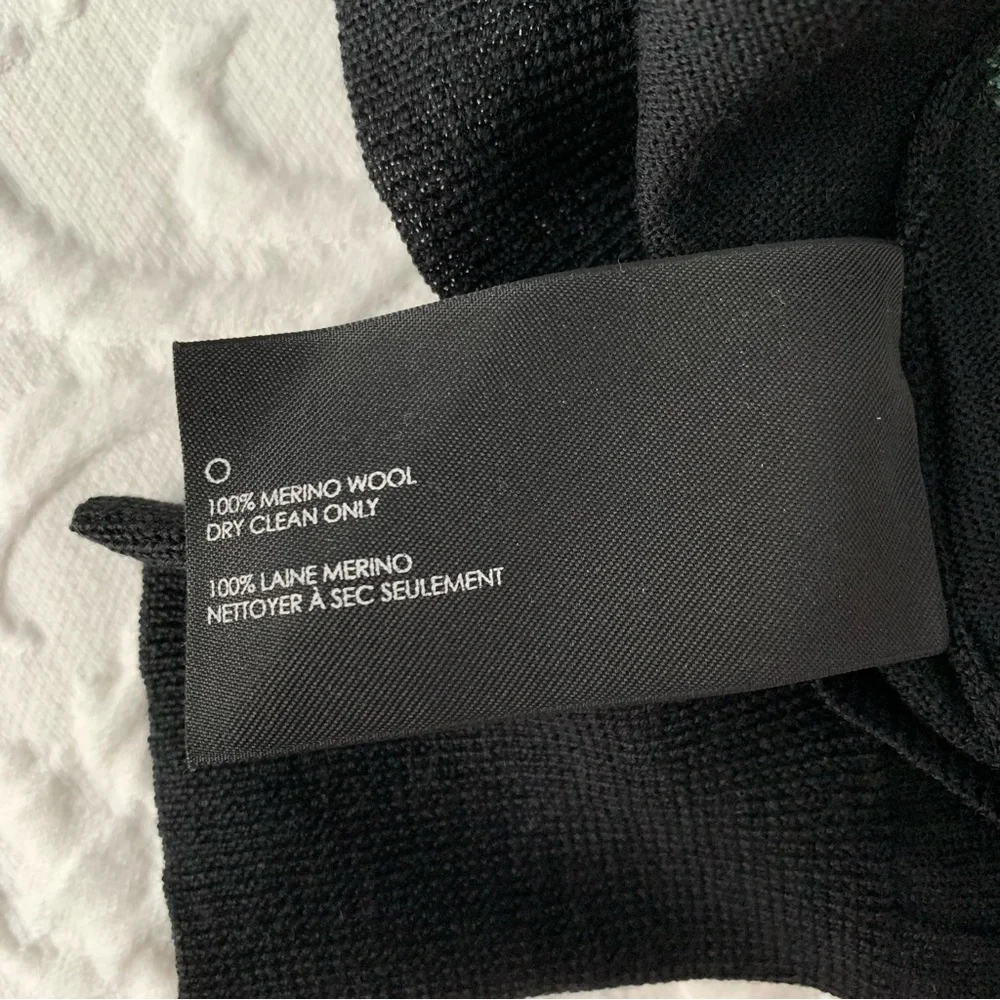 100% MERINO WOOL
DRY CLEAN ONLY
100% LAINE MERINO
NETTOYER À SEC SEULEMENT